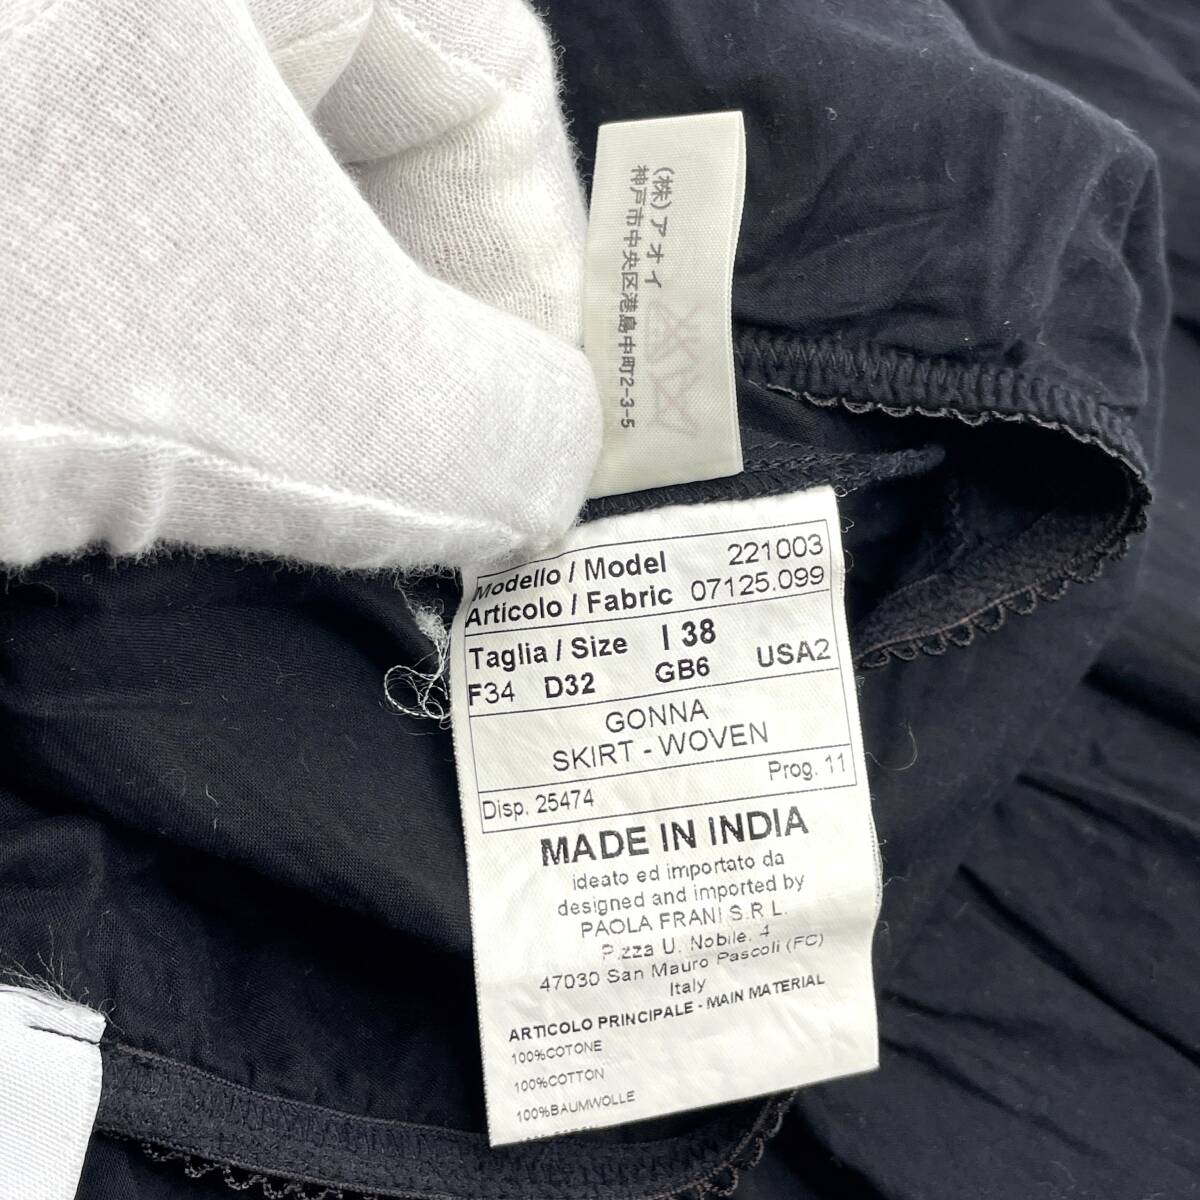 (株)アオイ
神戸市中央区港島中町2-3-5
Modello / Model 221003
Articolo / Fabric 07125.099
Taglia / Size I 38
F34 D32 GB6 USA2
GONNA
SKIRT - WOVEN
Disp. 25474 Prog. 11
MADE IN INDIA
ideato ed importato da
designed and imported by
PAOLA FRANI S.R.L.
P.zza U. Nobile, 4
47030 San Mauro Pascoli (FC)
Italy
ARTICOLO PRINCIPALE - MAIN MATERIAL
100%COTONE
100%COTTON
100%BAUMWOLLE